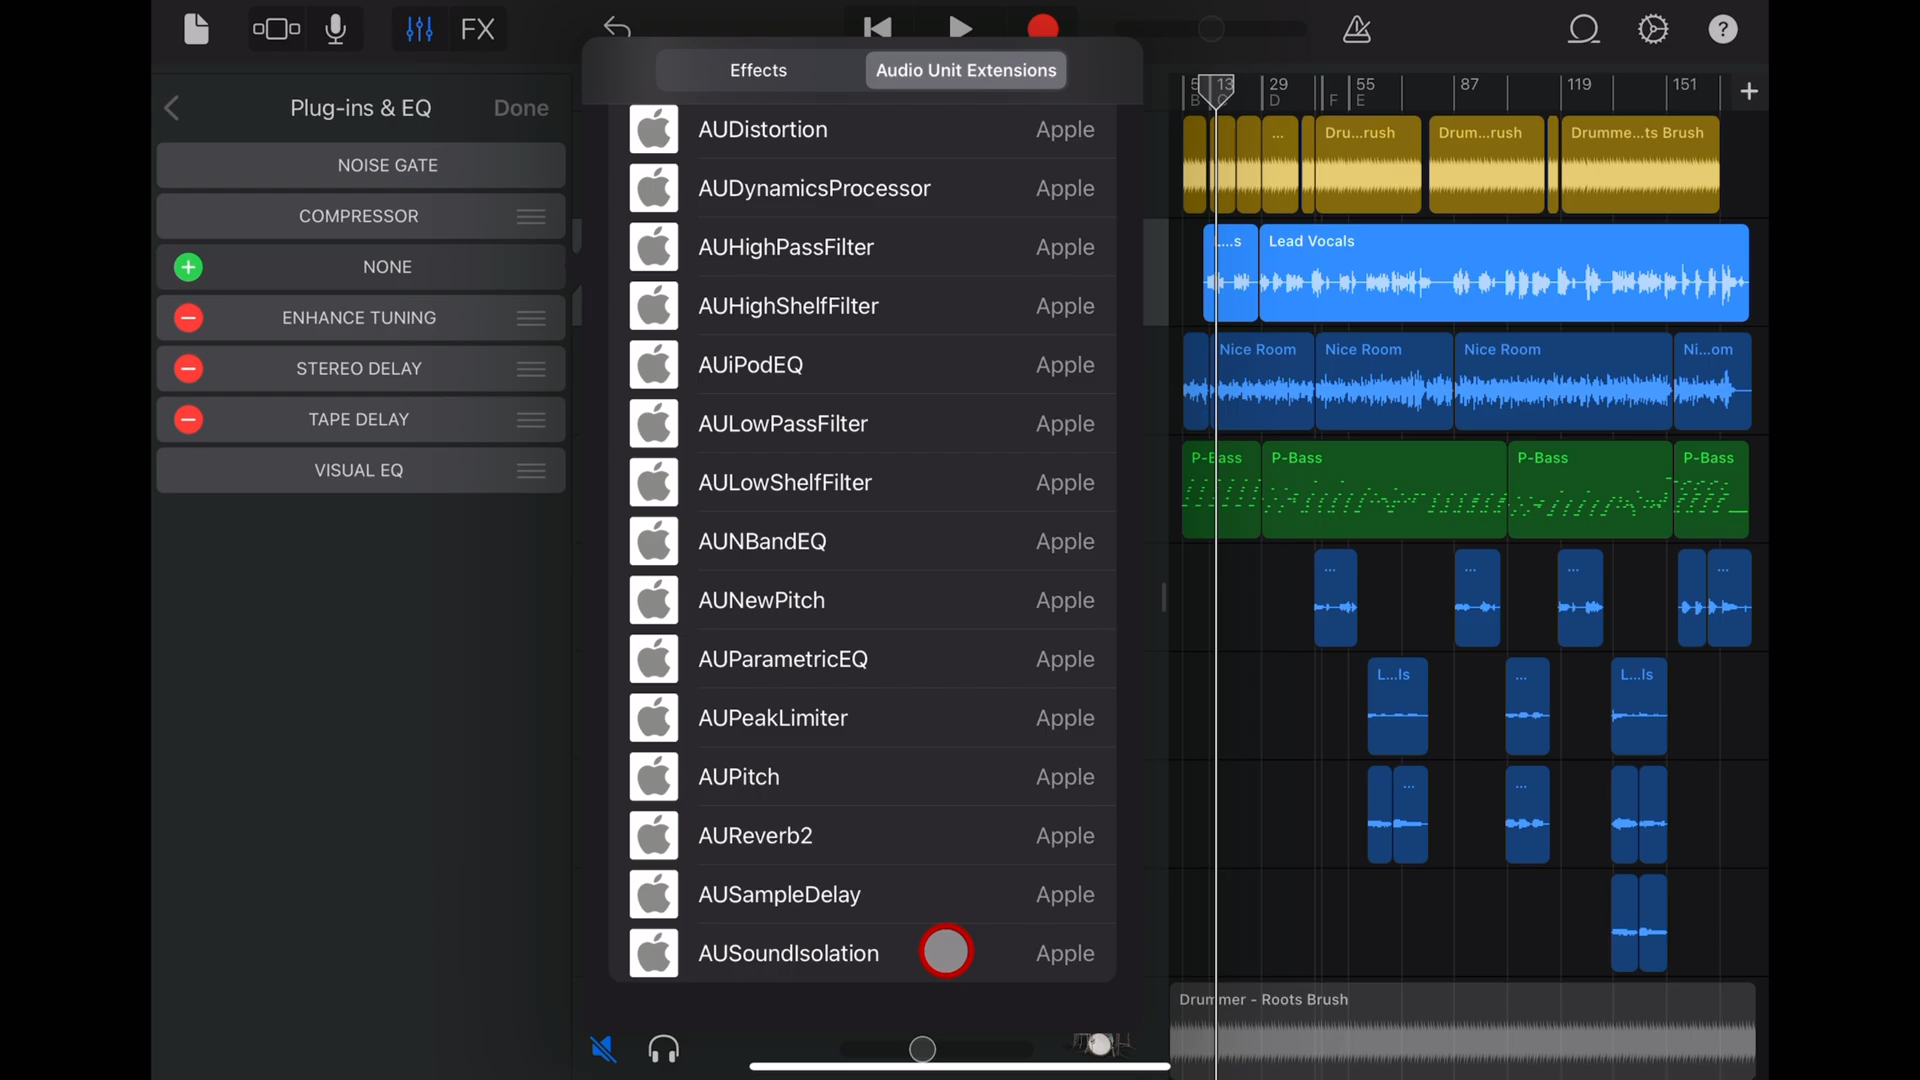 FX
Effects
Audio Unit Extensions
Plug-ins & EQ
Done
NOISE GATE
COMPRESSOR
NONE
ENHANCE TUNING
STEREO DELAY
TAPE DELAY
VISUAL EQ
AUDistortion Apple
AUDynamicsProcessor Apple
AUHighPassFilter Apple
AUHighShelfFilter Apple
AUiPodEQ Apple
AULowPassFilter Apple
AULowShelfFilter Apple
AUNBandEQ Apple
AUNewPitch Apple
AUParametricEQ Apple
AUPeakLimiter Apple
AUPitch Apple
AUReverb2 Apple
AUSampleDelay Apple
AUSoundIsolation Apple
?
13 29 55 87 119 151 +
B D F E
... Dru...rush Drum...rush Drumme...ts Brush
L...s Lead Vocals
Nice Room Nice Room Nice Room Ni...om
P-Bass P-Bass P-Bass P-Bass
... ... ... ...
L...ls ... L...ls
... ...
Drummer - Roots Brush